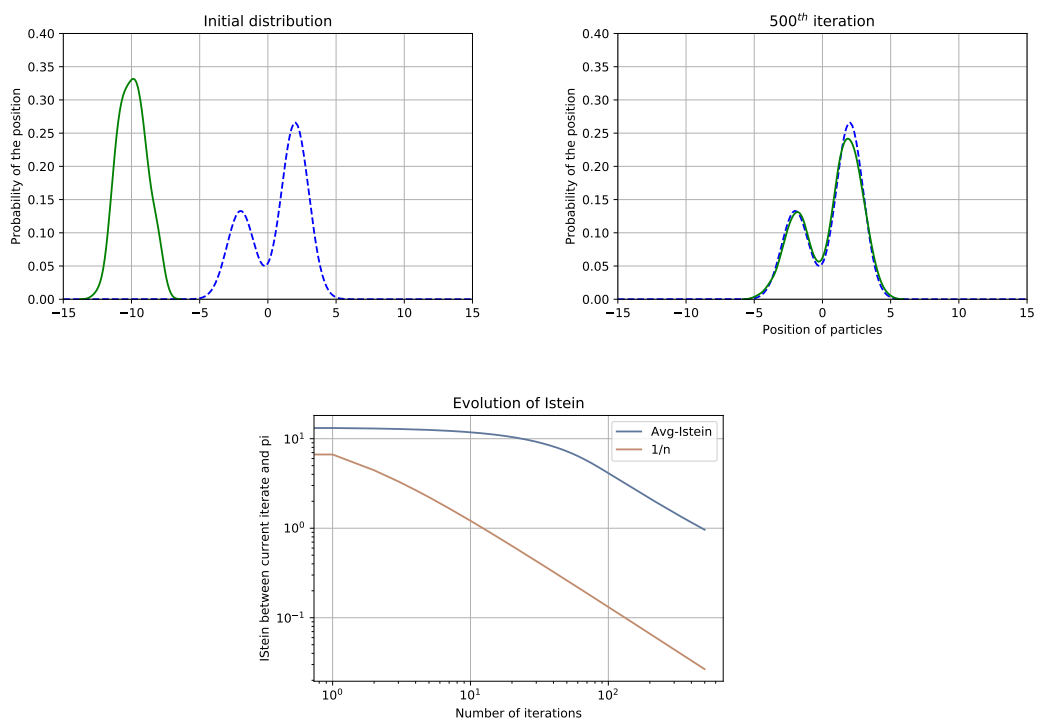 Initial distribution
Probability of the position
0.40
0.35
0.30
0.25
0.20
0.15
0.10
0.05
0.00
−15 −10 −5 0 5 10 15
500th iteration
Probability of the position
0.40
0.35
0.30
0.25
0.20
0.15
0.10
0.05
0.00
−15 −10 −5 0 5 10 15
Position of particles
Evolution of Istein
IStein between current iterate and pi
10^1
10^0
10^−1
Avg-Istein
1/n
10^0 10^1 10^2
Number of iterations